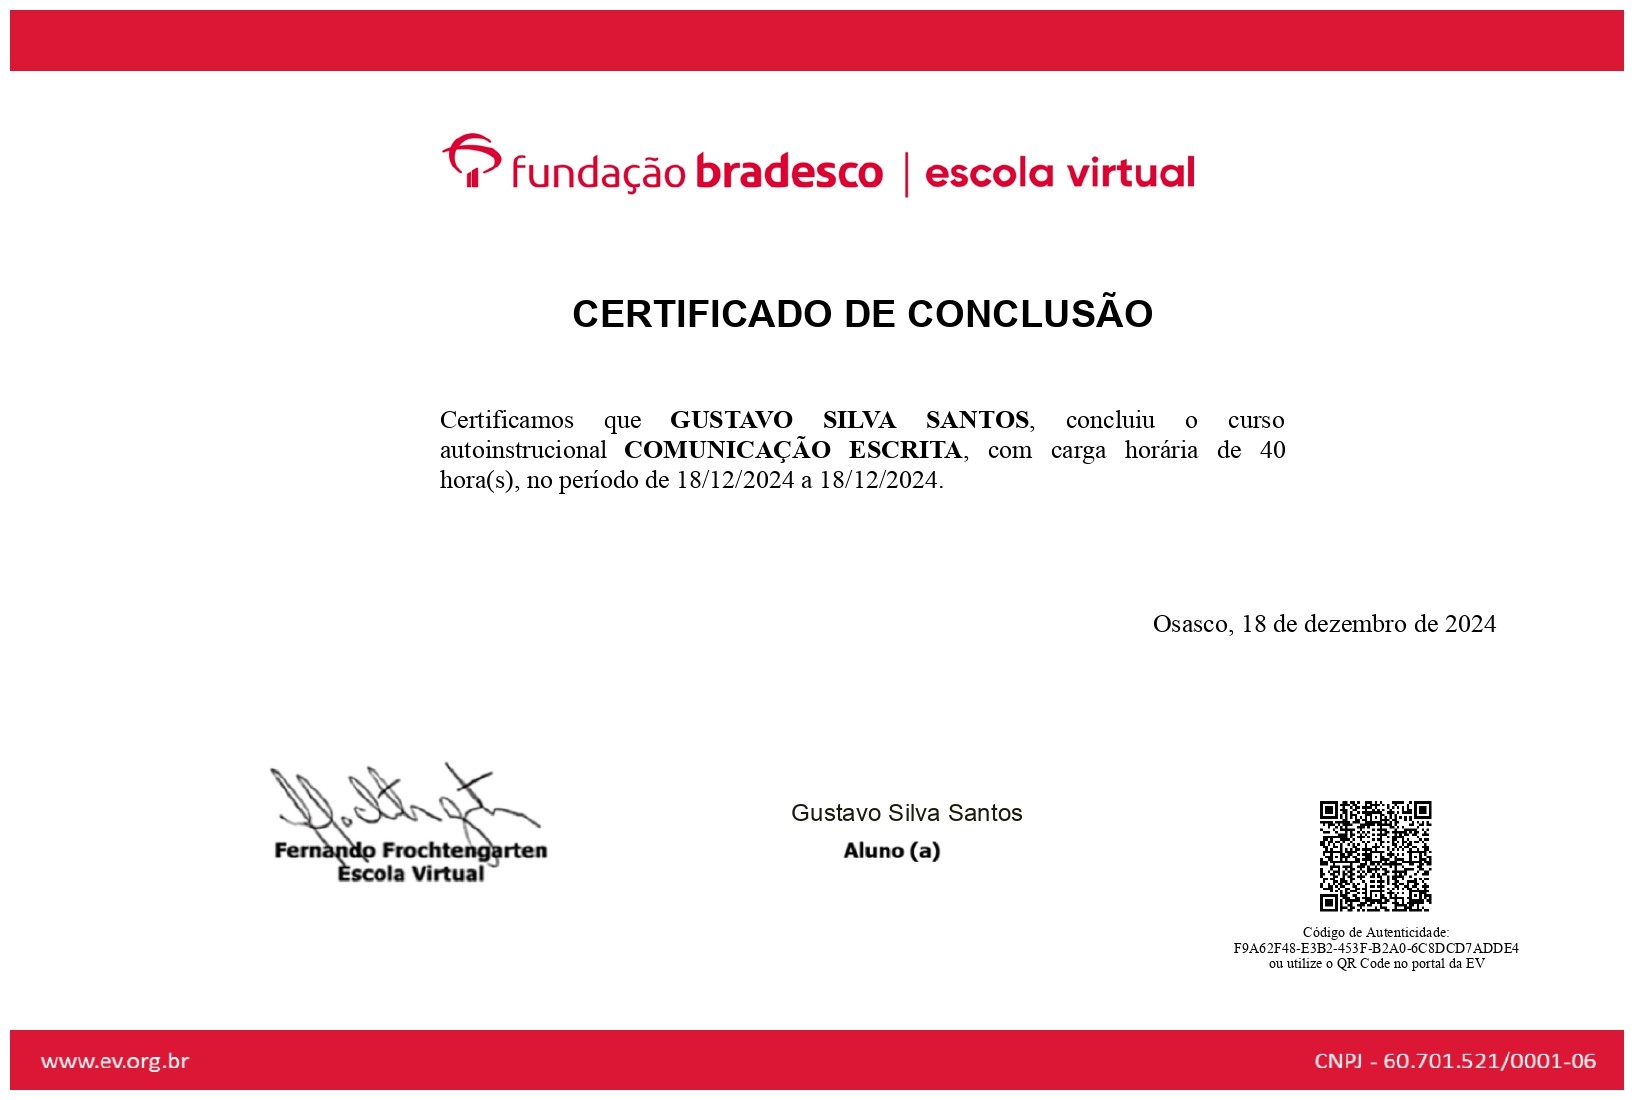 fundação bradesco | escola virtual
CERTIFICADO DE CONCLUSÃO
Certificamos que GUSTAVO SILVA SANTOS, concluiu o curso
autoinstrucional COMUNICAÇÃO ESCRITA, com carga horária de 40
hora(s), no período de 18/12/2024 a 18/12/2024.
Osasco, 18 de dezembro de 2024
Fernando Frochtengarten
Escola Virtual
Gustavo Silva Santos
Aluno (a)
Código de Autenticidade:
F9A62F48-E3B2-453F-B2A0-6C8DCD7ADDE4
ou utilize o QR Code no portal da EV
www.ev.org.br
CNPJ - 60.701.521/0001-06